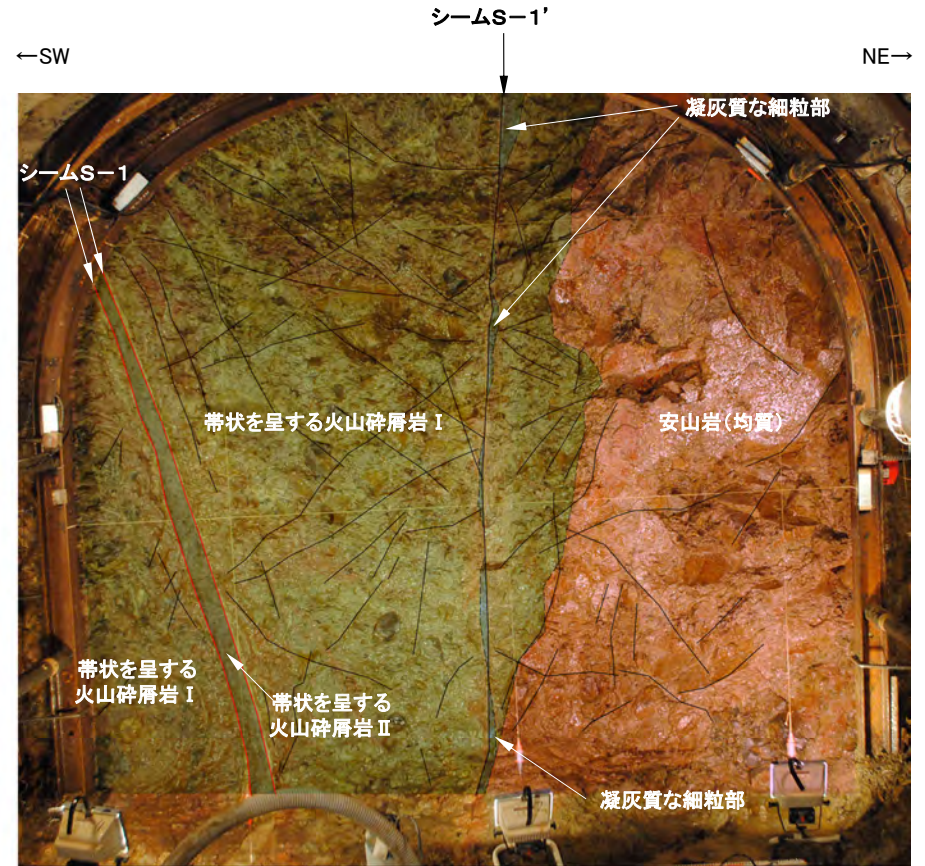 シームS-1’
←SW
NE→
凝灰質な細粒部
シームS-1
帯状を呈する火山砕屑岩Ⅰ
安山岩(均質)
帯状を呈する
火山砕屑岩Ⅰ
帯状を呈する
火山砕屑岩Ⅱ
凝灰質な細粒部